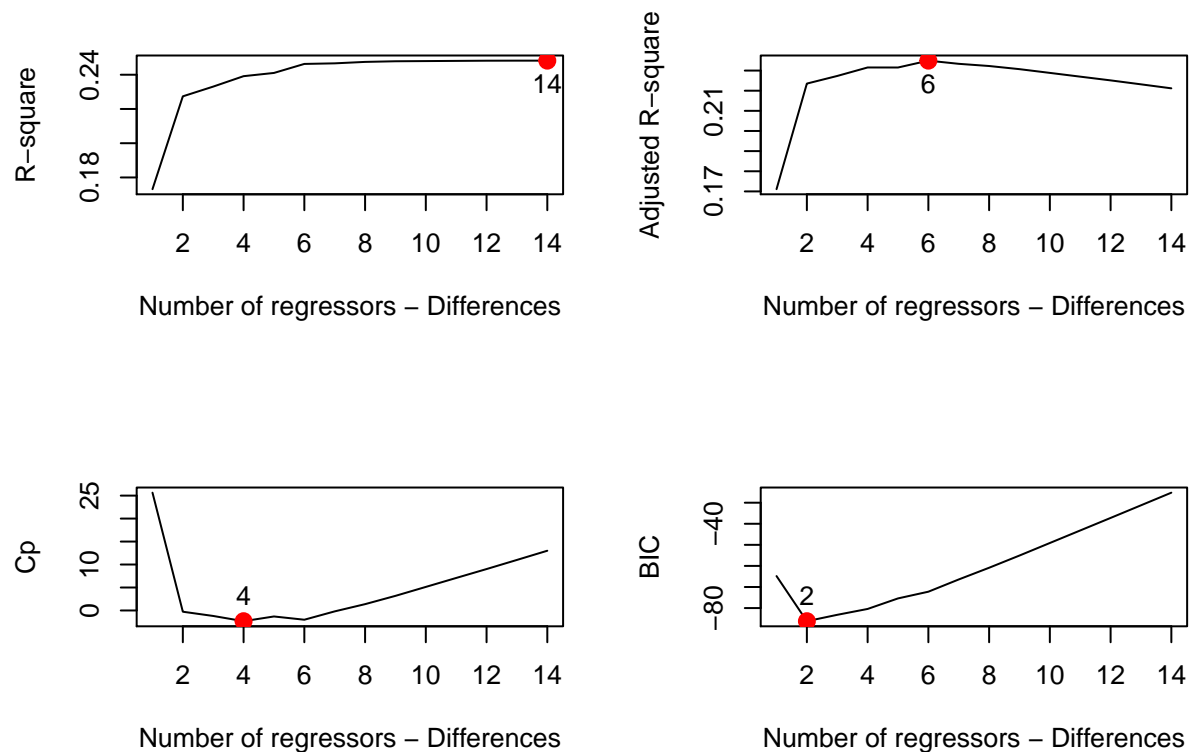 R−square
0.18 0.24
14
2 4 6 8 10 12 14
Number of regressors − Differences
Adjusted R−square
0.17 0.21
6
2 4 6 8 10 12 14
Number of regressors − Differences
Cp
0 10 25
4
2 4 6 8 10 12 14
Number of regressors − Differences
BIC
−80 −40
2
2 4 6 8 10 12 14
Number of regressors − Differences